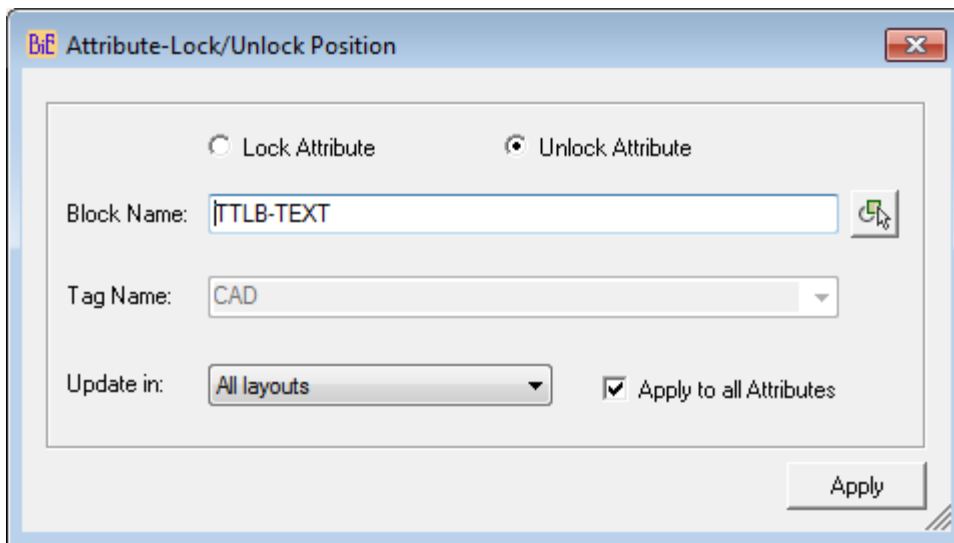 BiE Attribute-Lock/Unlock Position
Lock Attribute Unlock Attribute
Block Name: TTLB-TEXT
Tag Name: CAD
Update in: All layouts Apply to all Attributes
Apply